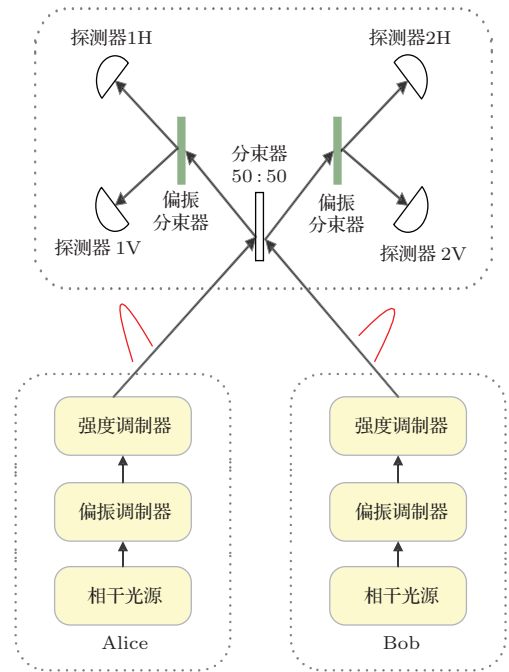 探测器1H
探测器2H
分束器
50 : 50
偏振
分束器
偏振
分束器
探测器 1V
探测器 2V
强度调制器
强度调制器
偏振调制器
偏振调制器
相干光源
相干光源
Alice
Bob